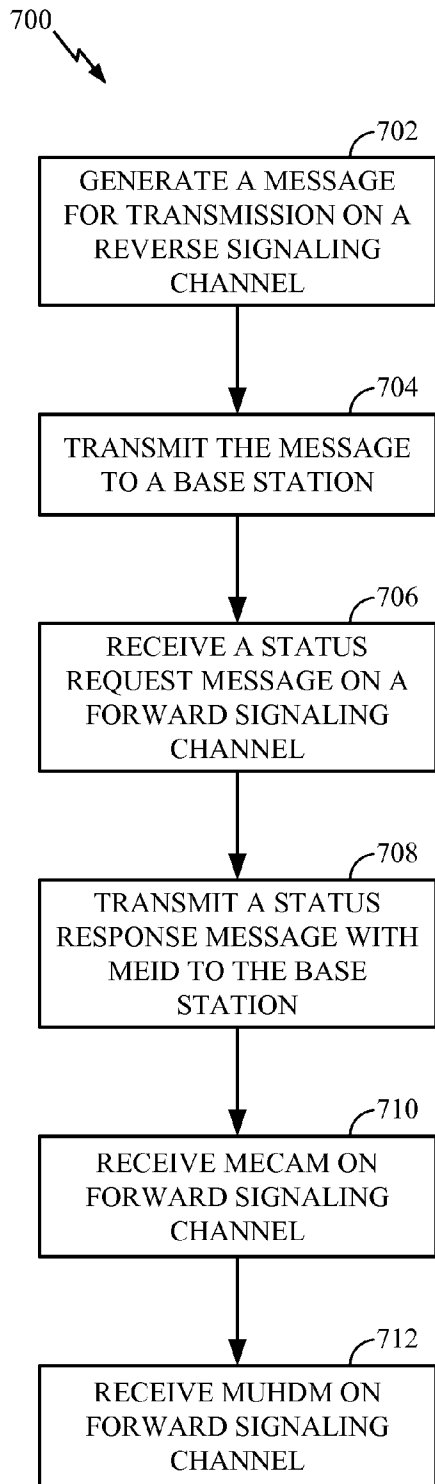 700
702
GENERATE A MESSAGE
FOR TRANSMISSION ON A
REVERSE SIGNALING
CHANNEL
704
TRANSMIT THE MESSAGE
TO A BASE STATION
706
RECEIVE A STATUS
REQUEST MESSAGE ON A
FORWARD SIGNALING
CHANNEL
708
TRANSMIT A STATUS
RESPONSE MESSAGE WITH
MEID TO THE BASE
STATION
710
RECEIVE MECAM ON
FORWARD SIGNALING
CHANNEL
712
RECEIVE MUHDM ON
FORWARD SIGNALING
CHANNEL